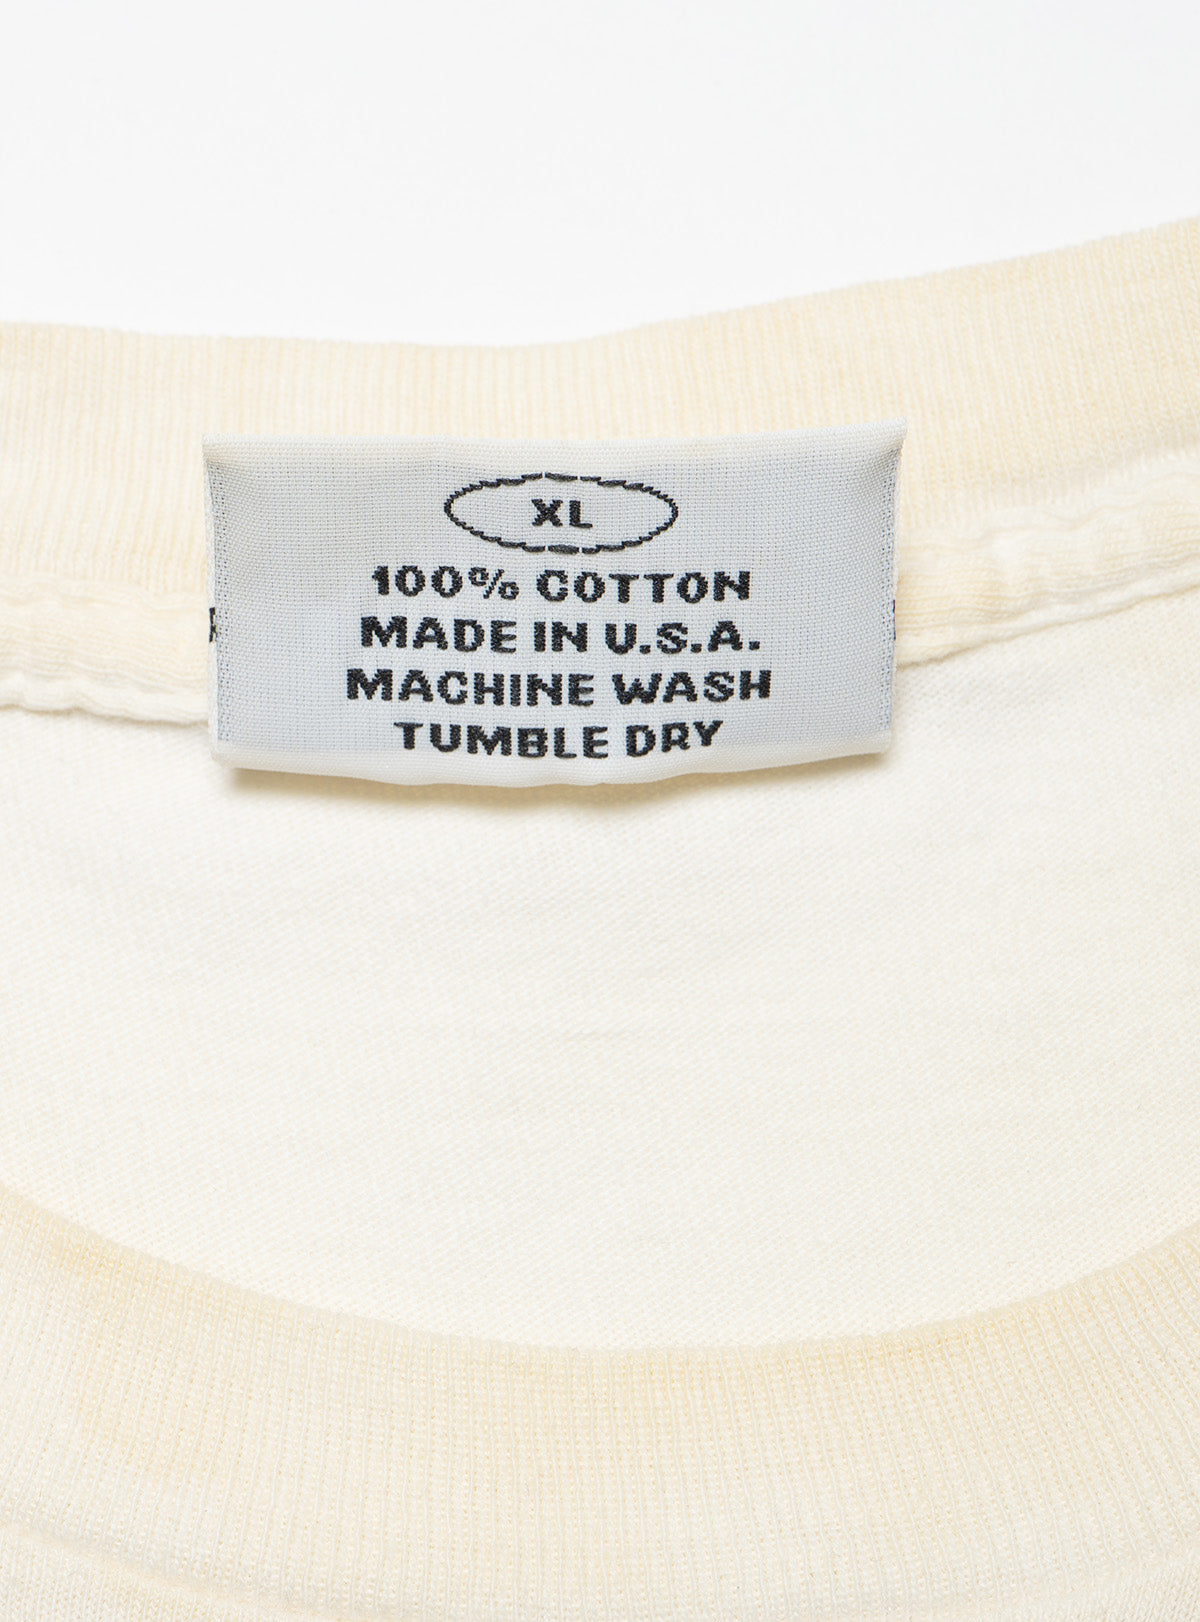 XL
100% COTTON
MADE IN U.S.A.
MACHINE WASH
TUMBLE DRY